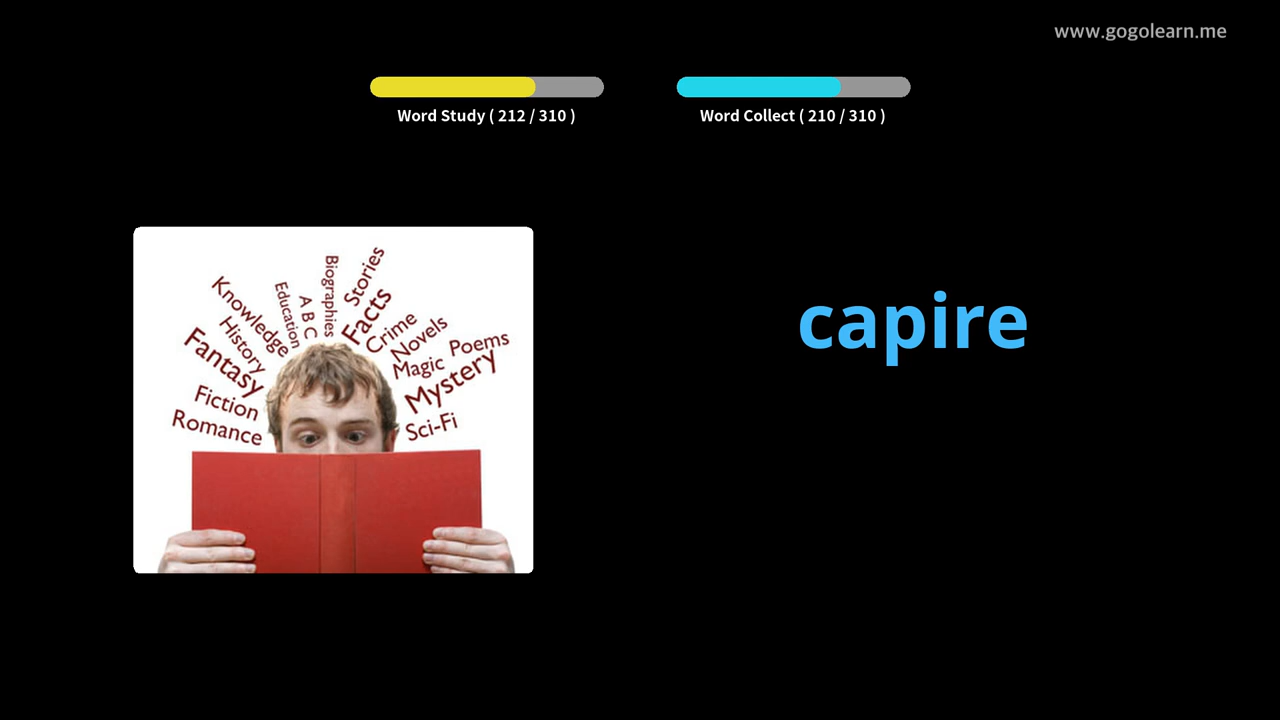 www.gogolearn.me
Word Study ( 212 / 310 )
Word Collect ( 210 / 310 )
Biographies
Stories
Education
A B C
Facts
Knowledge
History
Crime
Novels
Poems
Fantasy
Magic
Mystery
Fiction
Romance
Sci-Fi
capire